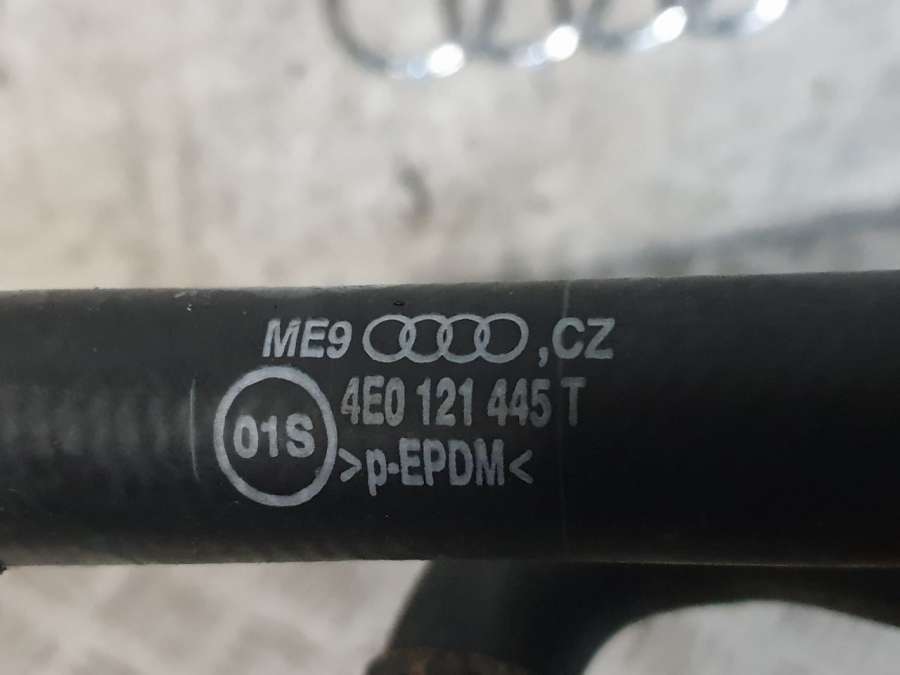 ME9 ,CZ
4E0 121 445 T
01S
>p-EPDM<